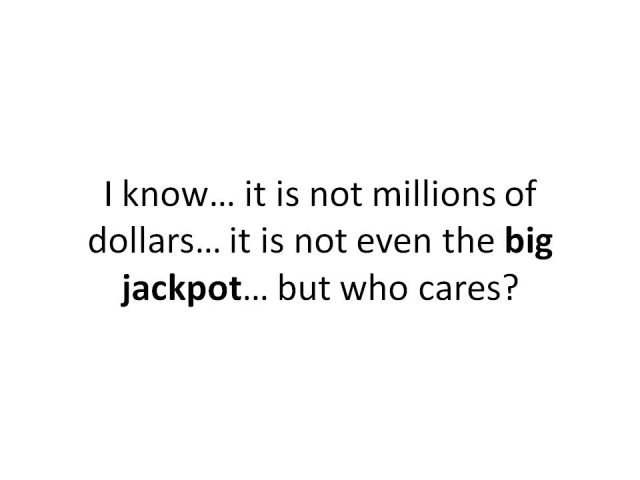 I know… it is not millions of
dollars… it is not even the big
jackpot… but who cares?